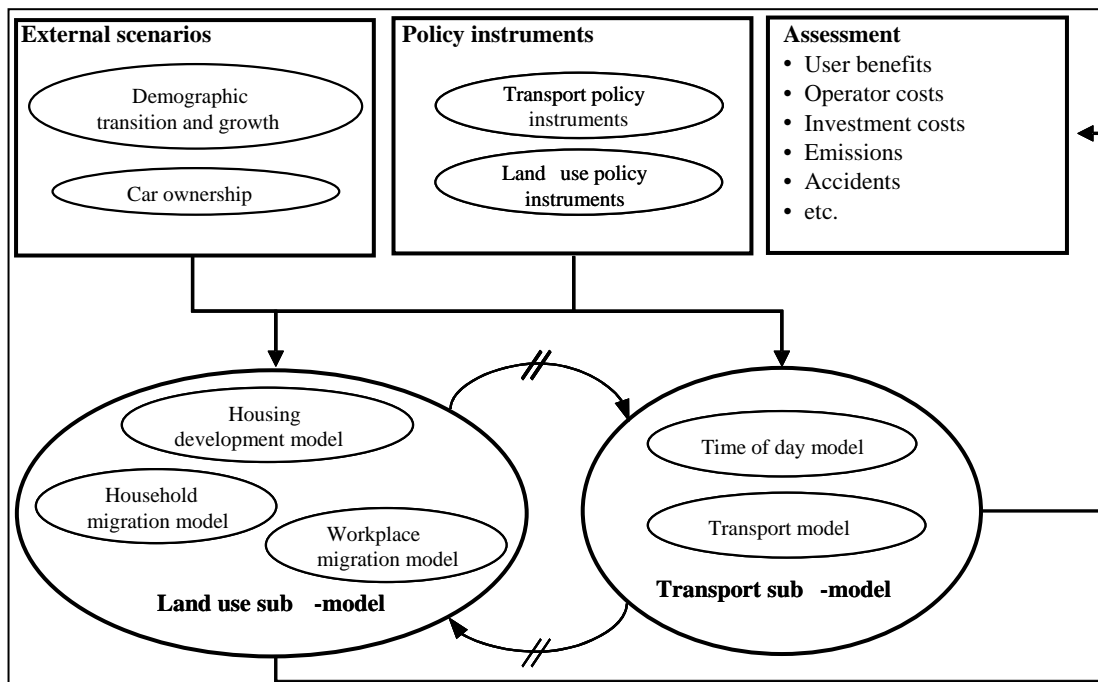 External scenarios
Demographic
transition and growth
Car ownership
Policy instruments
Transport policy
instruments
Land use policy
instruments
Assessment
• User benefits
• Operator costs
• Investment costs
• Emissions
• Accidents
• etc.
Housing
development model
Household
migration model
Workplace
migration model
Land use sub -model
Time of day model
Transport model
Transport sub -model